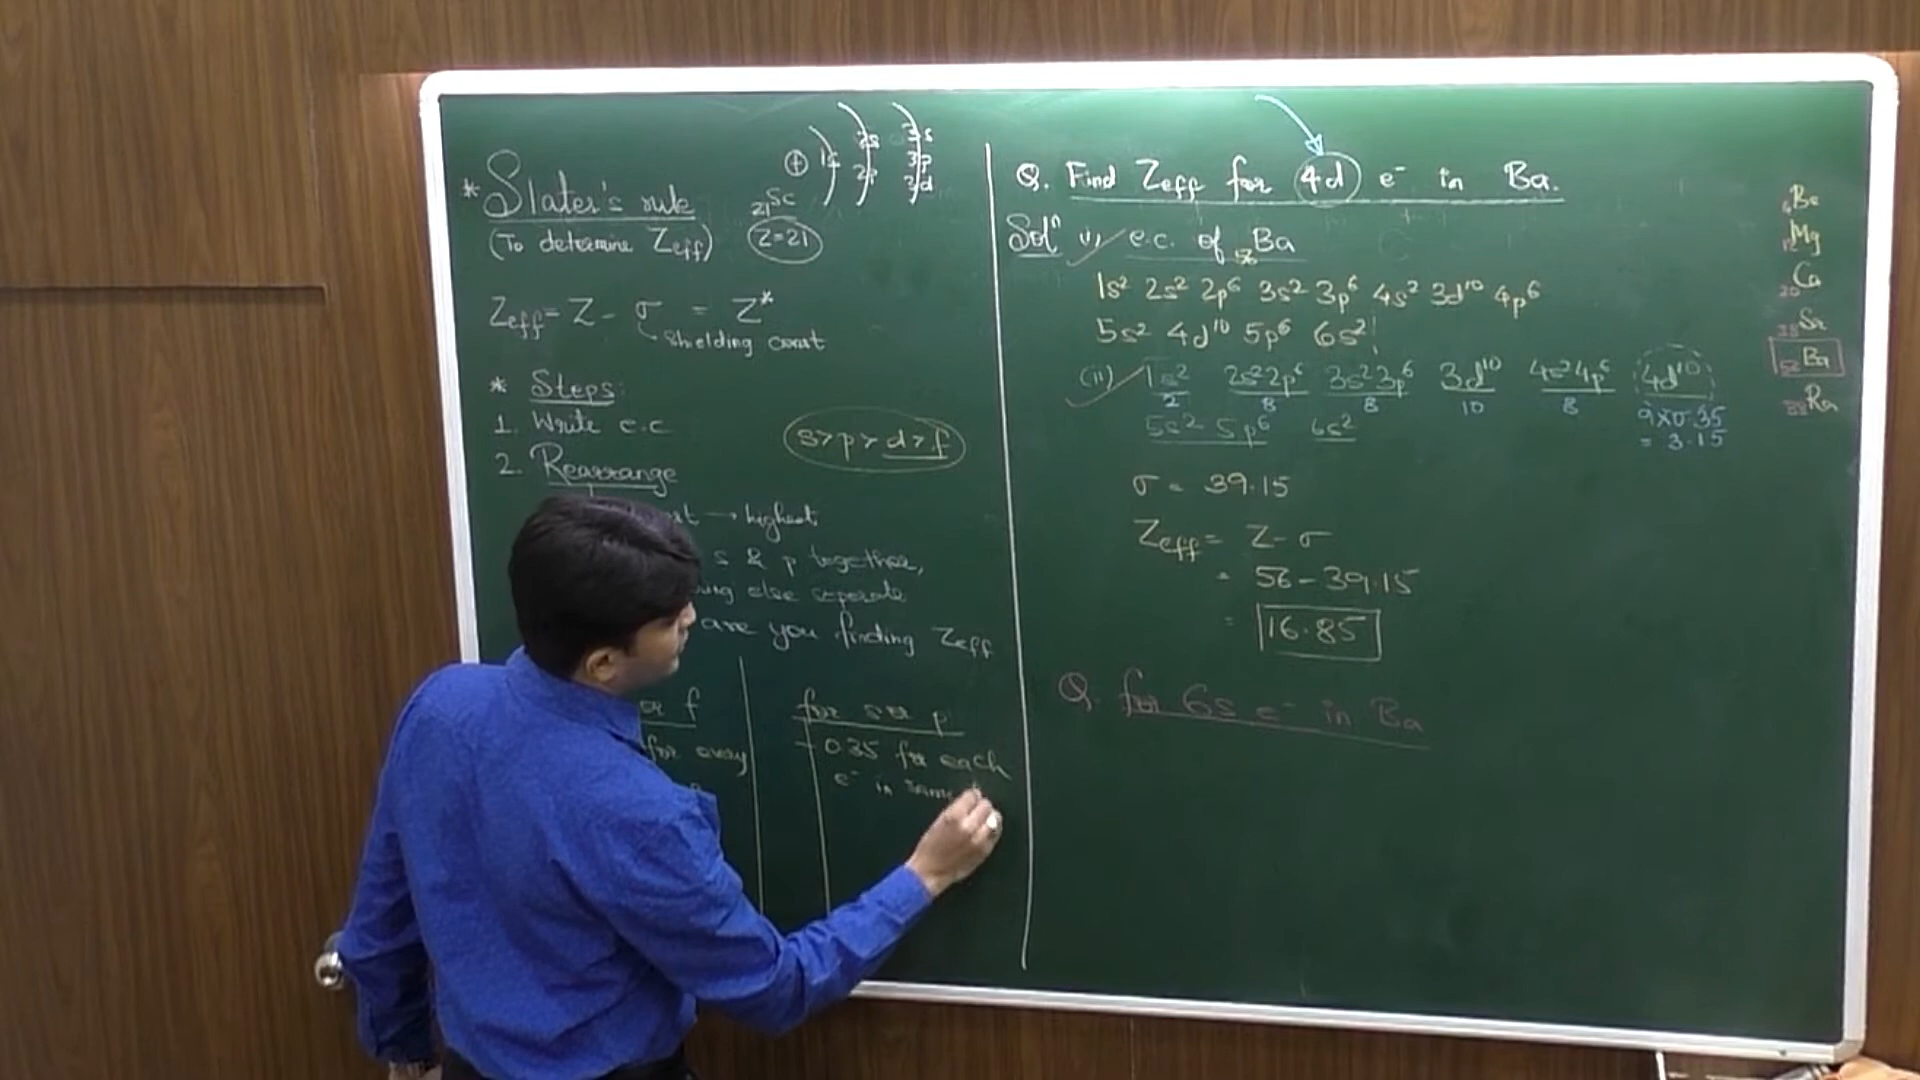 * Slater's rule
(To determine Zeff)
21Sc
Z=21
+ 1s 2s 2p 3s 3p 3d
Zeff = Z - σ = Z*
Shielding const
* Steps:
1. Write e.c
2. Rearrange
s > p > d > f
→ highest
s & p together,
else seperate
are you finding Zeff
or f
for every
for s or p
- 0.35 for each
e⁻ in same
Q. Find Zeff for 4d e⁻ in Ba.
Solⁿ (i) e.c. of 56Ba
1s² 2s² 2p⁶ 3s² 3p⁶ 4s² 3d¹⁰ 4p⁶
5s² 4d¹⁰ 5p⁶ 6s²
(ii) 1s² 2s² 2p⁶ 3s² 3p⁶ 3d¹⁰ 4s² 4p⁶ 4d¹⁰
2 8 8 10 8 9×0.35
= 3.15
5s² 5p⁶ 6s²
σ = 39.15
Zeff = Z - σ
= 56 - 39.15
= 16.85
Q. for 6s e⁻ in Ba
4Be
12Mg
20Ca
38Sr
56Ba
88Ra